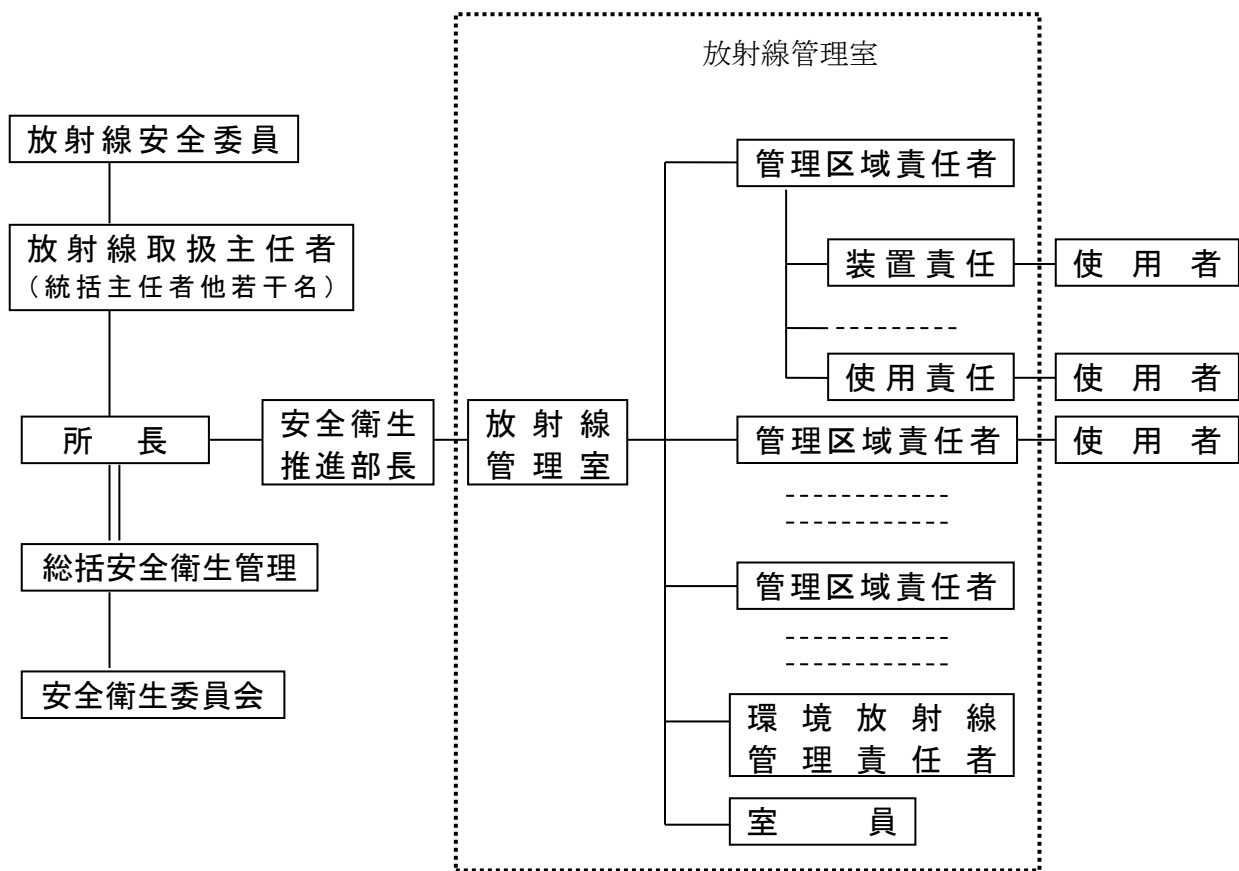 放射線管理室
放射線安全委員
放射線取扱主任者
（統括主任者他若干名）
所長
安全衛生
推進部長
放射線
管理室
総括安全衛生管理
安全衛生委員会
管理区域責任者
装置責任
使用者
使用責任
使用者
管理区域責任者
使用者
管理区域責任者
環境放射線
管理責任者
室員